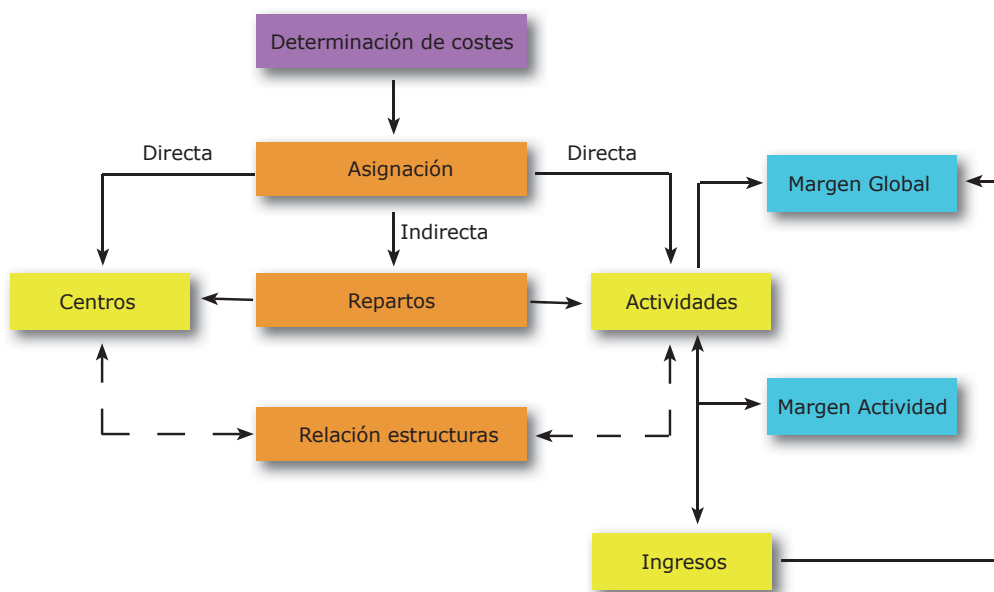 Determinación de costes
Directa
Asignación
Directa
Margen Global
Indirecta
Centros
Repartos
Actividades
Relación estructuras
Margen Actividad
Ingresos